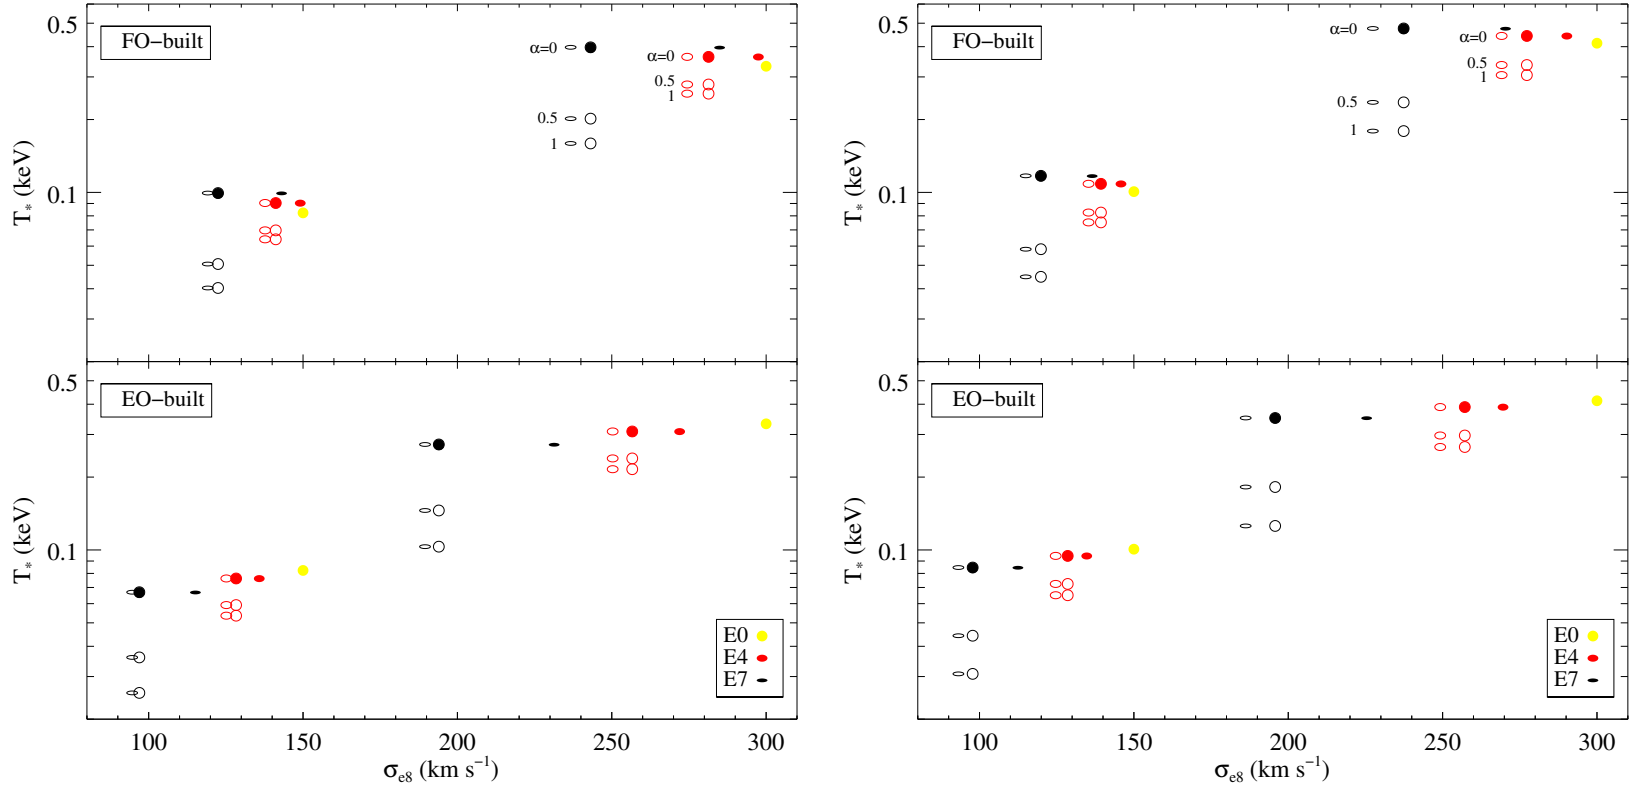 0.5
FO−built
α=0
α=0
0.5
1
0.5
1
T* (keV)
0.1
0.5
FO−built
α=0
α=0
0.5
1
0.5
1
T* (keV)
0.1
0.5
EO−built
T* (keV)
0.1
E0
E4
E7
100 150 200 250 300
σe8 (km s−1)
0.5
EO−built
T* (keV)
0.1
E0
E4
E7
100 150 200 250 300
σe8 (km s−1)